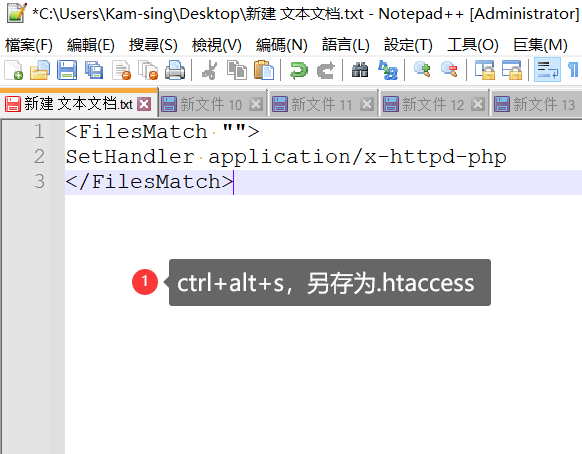 *C:\Users\Kam-sing\Desktop\新建 文本文档.txt - Notepad++ [Administrator]
檔案(F) 編輯(E) 搜尋(S) 檢視(V) 編碼(N) 語言(L) 設定(T) 工具(O) 巨集(M)
新建 文本文档.txt 新文件 10 新文件 11 新文件 12 新文件 13
1 <FilesMatch "">
2 SetHandler application/x-httpd-php
3 </FilesMatch>
1 ctrl+alt+s，另存为.htaccess